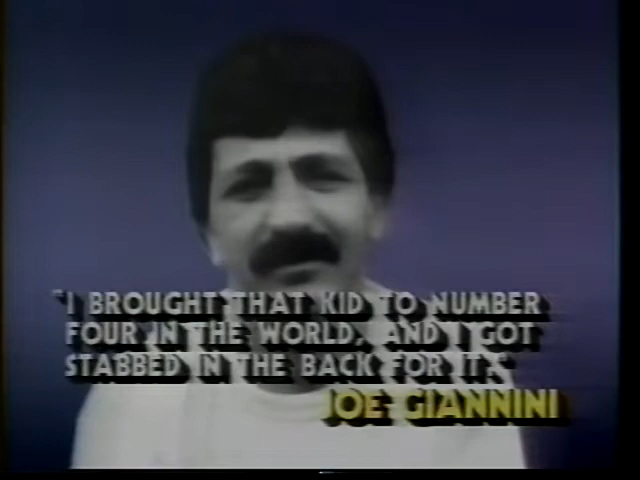 "I BROUGHT THAT KID TO NUMBER
FOUR IN THE WORLD, AND I GOT
STABBED IN THE BACK FOR IT."
JOE GIANNINI